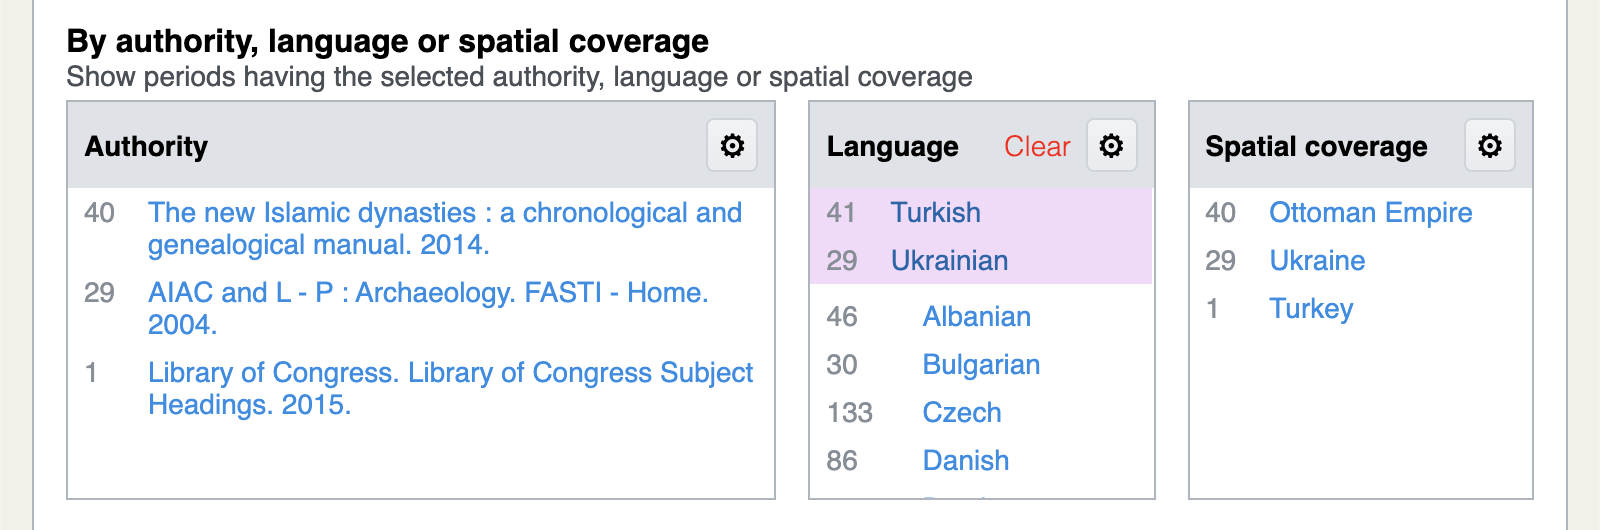 By authority, language or spatial coverage
Show periods having the selected authority, language or spatial coverage
Authority
40 The new Islamic dynasties : a chronological and
genealogical manual. 2014.
29 AIAC and L - P : Archaeology. FASTI - Home.
2004.
1 Library of Congress. Library of Congress Subject
Headings. 2015.
Language Clear
41 Turkish
29 Ukrainian
46 Albanian
30 Bulgarian
133 Czech
86 Danish
Spatial coverage
40 Ottoman Empire
29 Ukraine
1 Turkey